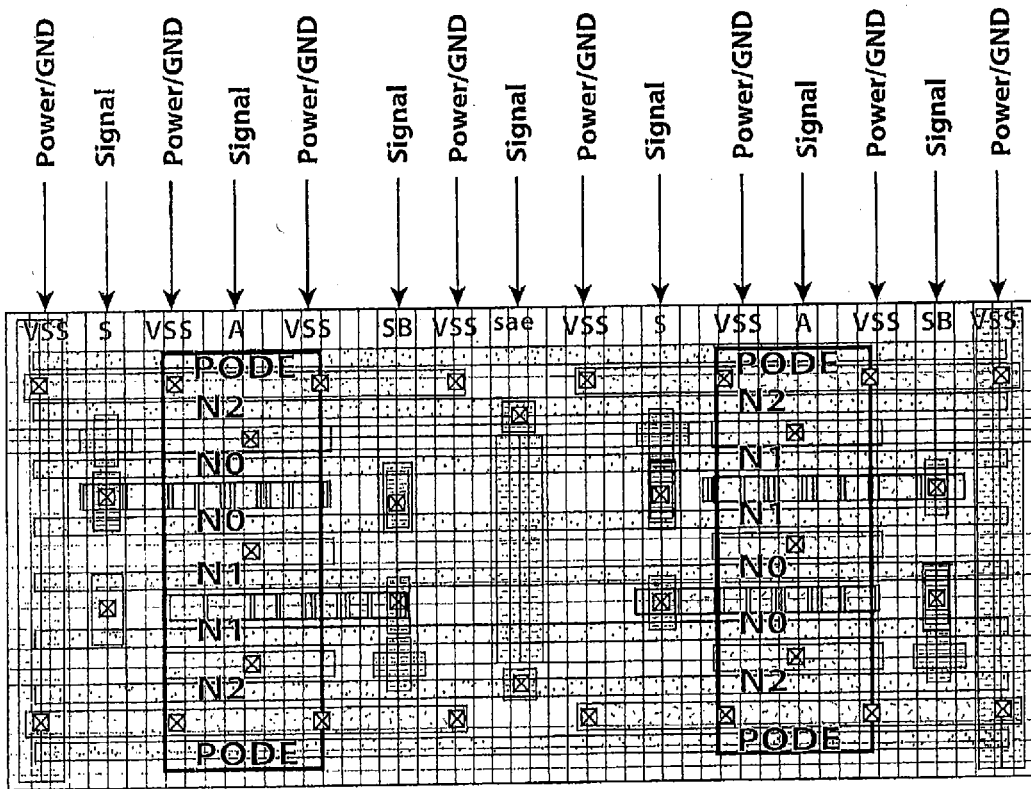 Power/GND Signal Power/GND Signal Power/GND Signal Power/GND Signal Power/GND Signal Power/GND Signal Power/GND Signal Power/GND
VSS S VSS A VSS SB VSS sae VSS S VSS A VSS SB VSS
PODE PODE
N2 N2
N0 N1
N0 N1
N1 N0
N1 N0
N2 N2
PODE PODE